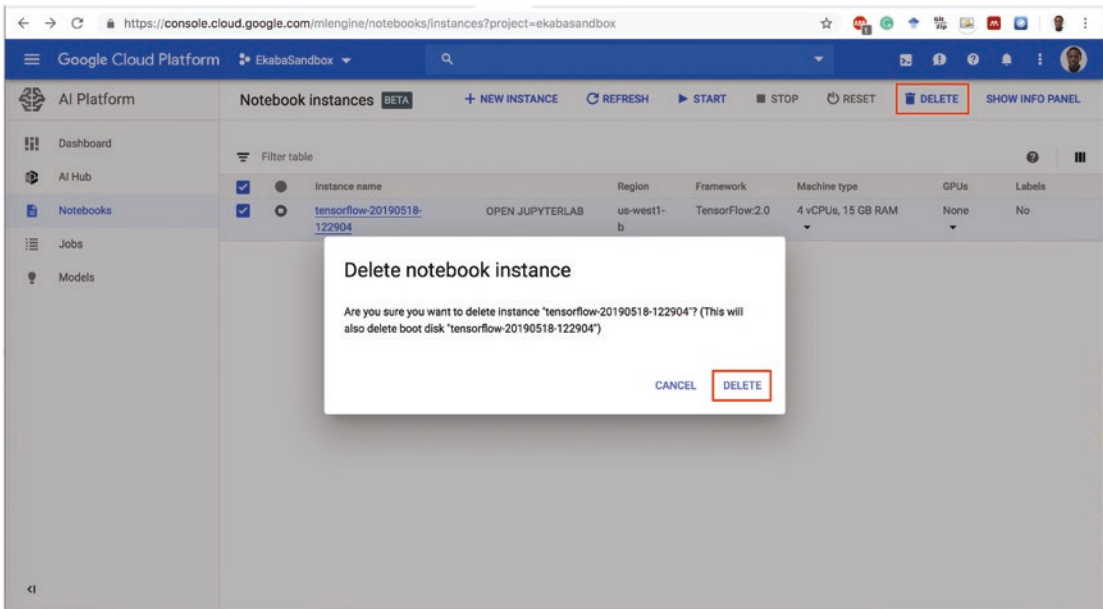 https://console.cloud.google.com/mlengine/notebooks/instances?project=ekabasandbox
Google Cloud Platform EkabaSandbox
AI Platform Notebook instances BETA NEW INSTANCE REFRESH START STOP RESET DELETE SHOW INFO PANEL
Dashboard
Filter table
AI Hub
Instance name Region Framework Machine type GPUs Labels
Notebooks tensorflow-20190518- OPEN JUPYTERLAB us-west1- TensorFlow:2.0 4 vCPUs, 15 GB RAM None No
122904 b
Jobs
Models
Delete notebook instance
Are you sure you want to delete instance "tensorflow-20190518-122904"? (This will
also delete boot disk "tensorflow-20190518-122904")
CANCEL DELETE